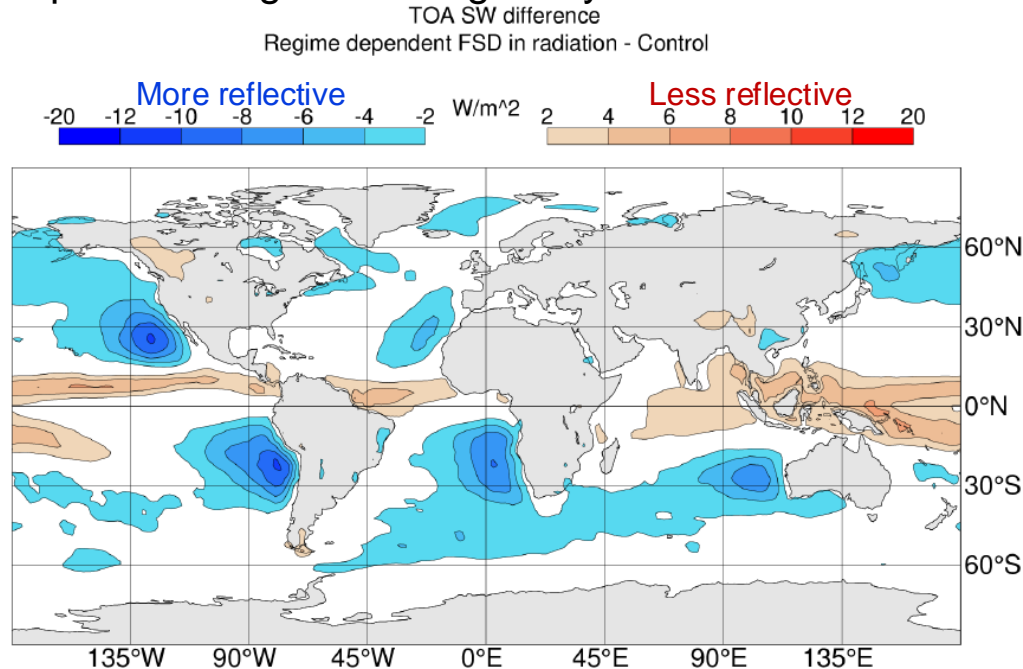 TOA SW difference
Regime dependent FSD in radiation - Control
More reflective
W/m^2
Less reflective
-20 -12 -10 -8 -6 -4 -2
2 4 6 8 10 12 20
60°N
30°N
0°N
30°S
60°S
135°W 90°W 45°W 0°E 45°E 90°E 135°E